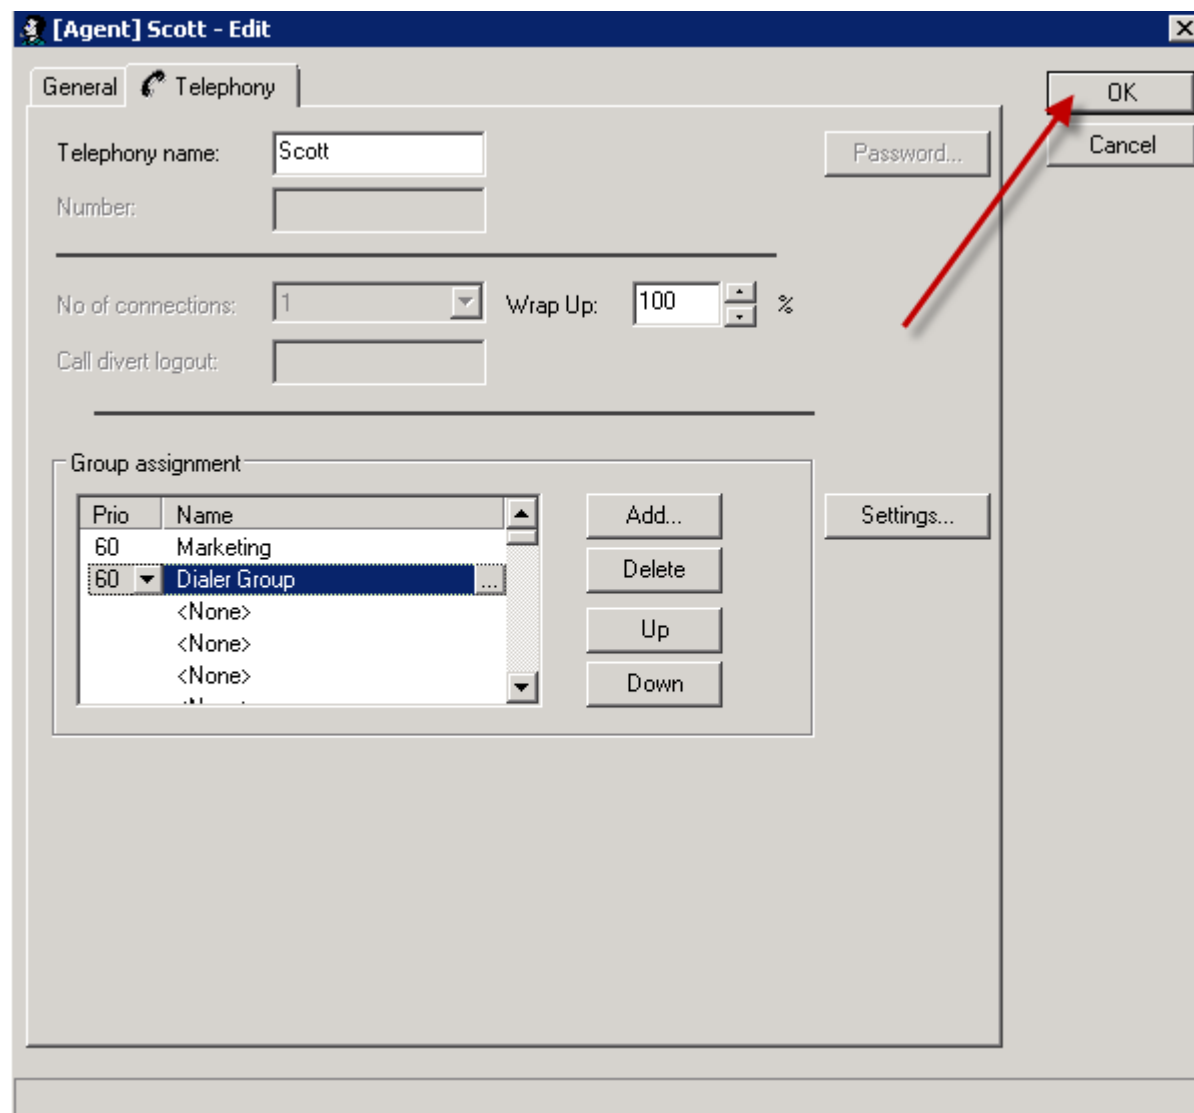 [Agent] Scott - Edit
General Telephony
OK
Cancel
Telephony name: Scott Password...
Number:
No of connections: 1 Wrap Up: 100 %
Call divert logout:
Group assignment
Prio Name
60 Marketing
60 Dialer Group ...
<None>
<None>
<None>
Add...
Delete
Up
Down
Settings...